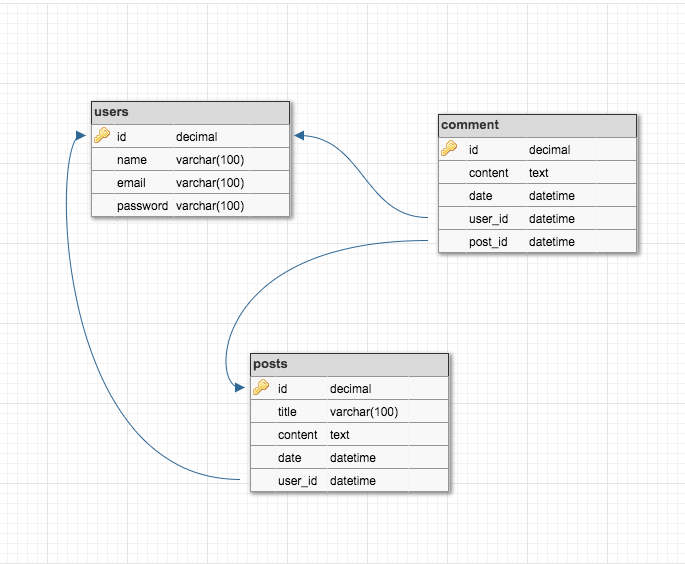 users
id decimal
name varchar(100)
email varchar(100)
password varchar(100)
comment
id decimal
content text
date datetime
user_id datetime
post_id datetime
posts
id decimal
title varchar(100)
content text
date datetime
user_id datetime